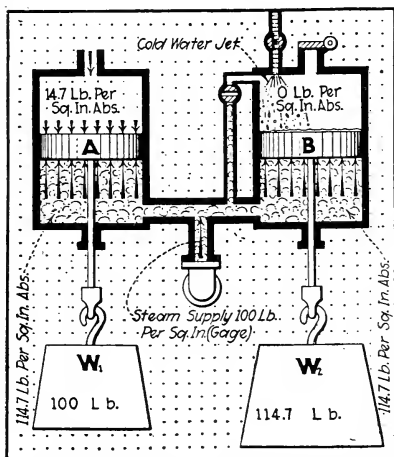 Cold Water Jet
14.7 Lb. Per
Sq. In. Abs.
0 Lb. Per
Sq. In. Abs.
A
B
114.7 Lb. Per Sq. In. Abs.
Steam Supply 100 Lb.
Per Sq. In. (Gage)
114.7 Lb. Per Sq. In. Abs.
W1
100 Lb.
W2
114.7 Lb.